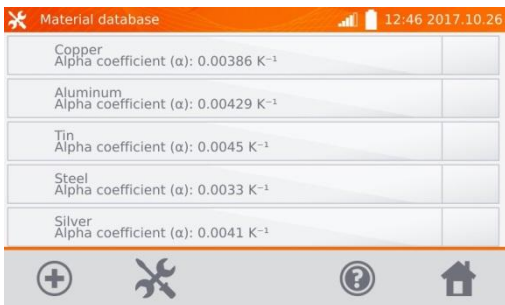 Material database 12:46 2017.10.26
Copper
Alpha coefficient (α): 0.00386 K⁻¹
Aluminum
Alpha coefficient (α): 0.00429 K⁻¹
Tin
Alpha coefficient (α): 0.0045 K⁻¹
Steel
Alpha coefficient (α): 0.0033 K⁻¹
Silver
Alpha coefficient (α): 0.0041 K⁻¹